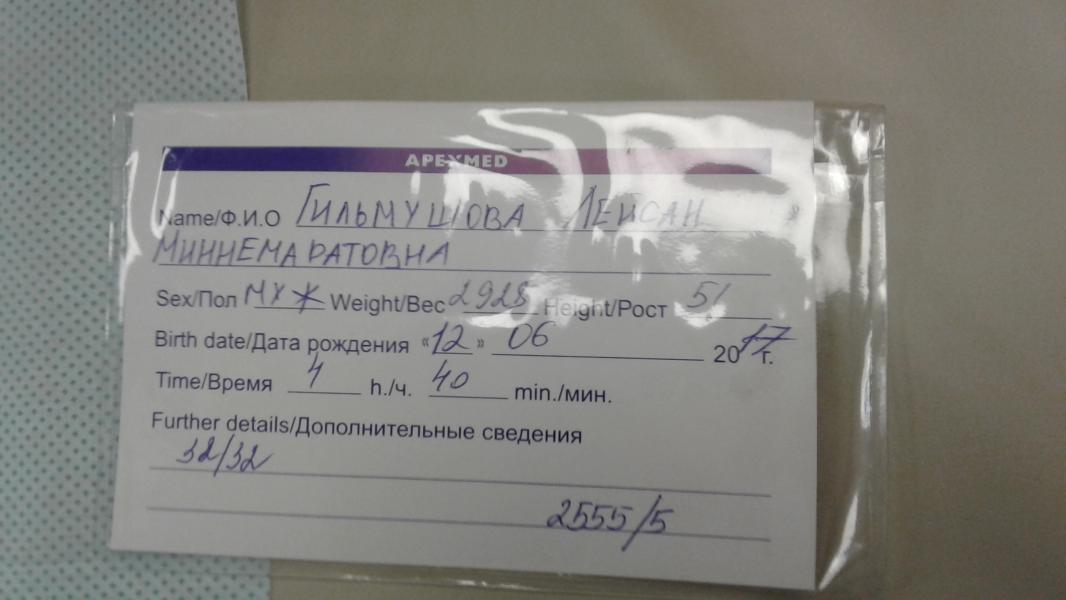 APEXMED
Name/Ф.И.О ГИЛЬМУШОВА ЛЕЙСАН
МИННЕМАРАТОВНА
Sex/Пол Weight/Вес 2928 Height/Рост 51
Birth date/Дата рождения «12» 06 2017 г.
Time/Время 4 h./ч. 40 min./мин.
Further details/Дополнительные сведения
32/32
2555/5